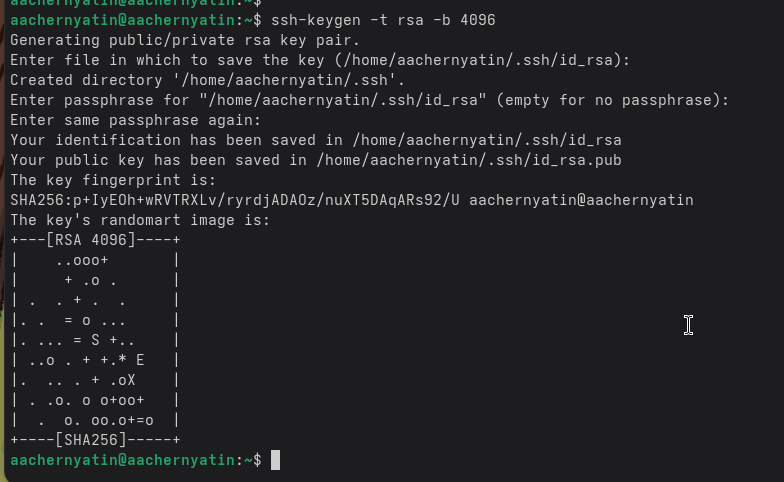 aachernyatin@aachernyatin:~$
aachernyatin@aachernyatin:~$ ssh-keygen -t rsa -b 4096
Generating public/private rsa key pair.
Enter file in which to save the key (/home/aachernyatin/.ssh/id_rsa):
Created directory '/home/aachernyatin/.ssh'.
Enter passphrase for "/home/aachernyatin/.ssh/id_rsa" (empty for no passphrase):
Enter same passphrase again:
Your identification has been saved in /home/aachernyatin/.ssh/id_rsa
Your public key has been saved in /home/aachernyatin/.ssh/id_rsa.pub
The key fingerprint is:
SHA256:p+IyEOh+wRVTRXLv/ryrdjADAOz/nuXT5DAqARs92/U aachernyatin@aachernyatin
The key's randomart image is:
+---[RSA 4096]----+
|    ..ooo+       |
|     + .o .      |
| .  . + .  .     |
|. .  = o ...     |
|. ... = S +..    |
| ..o . + +.* E   |
|.  .. . + .oX    |
| . .o. o o+oo+   |
|  .  o. oo.o+=o  |
+----[SHA256]-----+
aachernyatin@aachernyatin:~$